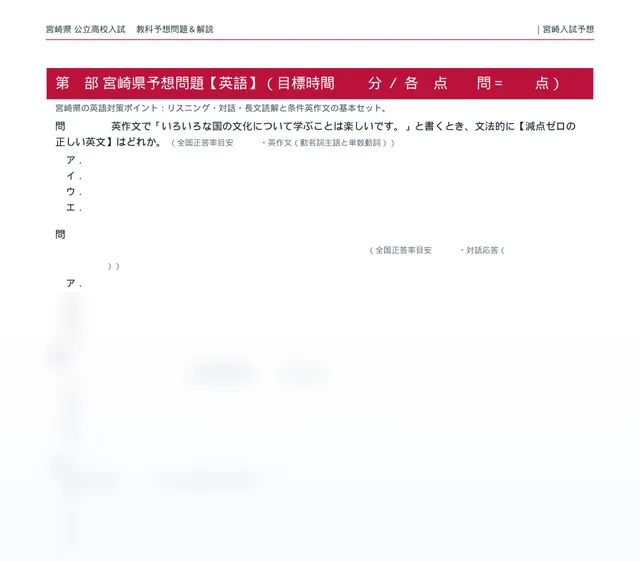 宮崎県 公立高校入試　教科予想問題＆解説
｜宮崎入試予想
第　部 宮崎県予想問題【英語】（目標時間　　分 / 各　点　　問＝　　点）
宮崎県の英語対策ポイント：リスニング・対話・長文読解と条件英作文の基本セット。
問　　　　英作文で「いろいろな国の文化について学ぶことは楽しいです。」と書くとき、文法的に【減点ゼロの
正しい英文】はどれか。（全国正答率目安　　　・英作文（動名詞主語と単数動詞））
ア．
イ．
ウ．
エ．
問
（全国正答率目安　　　・対話応答（
））
ア．